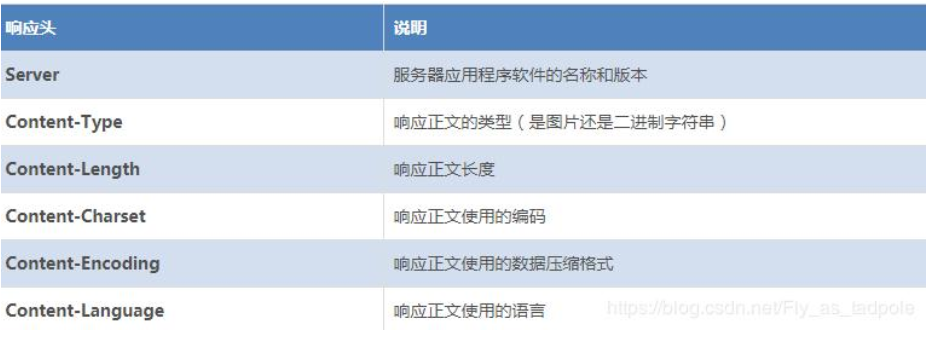 响应头 说明
Server 服务器应用程序软件的名称和版本
Content-Type 响应正文的类型（是图片还是二进制字符串）
Content-Length 响应正文长度
Content-Charset 响应正文使用的编码
Content-Encoding 响应正文使用的数据压缩格式
Content-Language 响应正文使用的语言
https://blog.csdn.net/Fly_as_tadpole